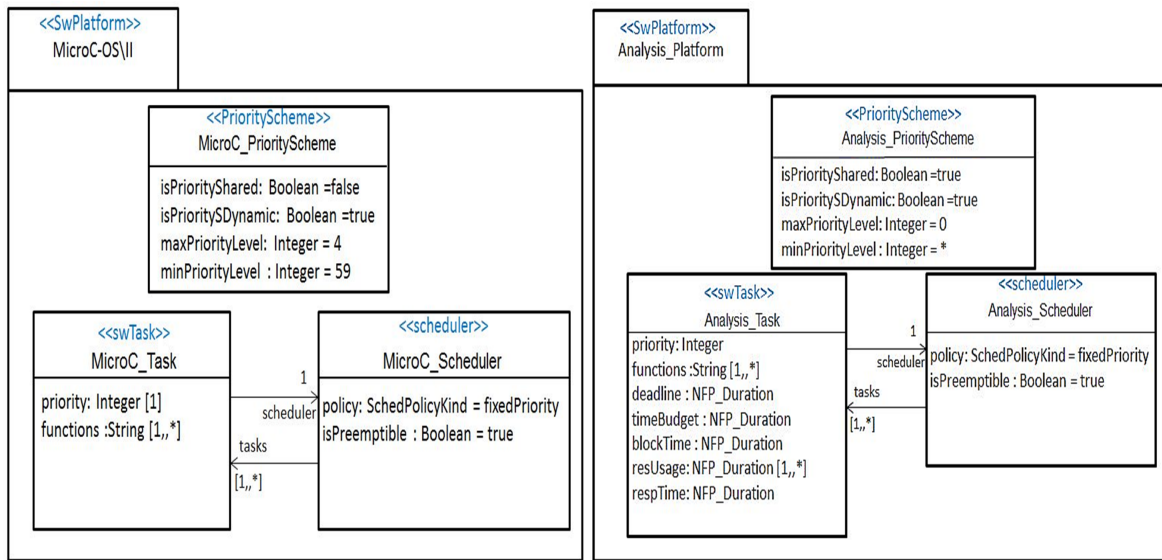 <<SwPlatform>>
MicroC-OS\II
<<PriorityScheme>>
MicroC_PriorityScheme
isPriorityShared: Boolean =false
isPrioritySDynamic: Boolean =true
maxPriorityLevel: Integer = 4
minPriorityLevel : Integer = 59
<<swTask>>
MicroC_Task
priority: Integer [1]
functions :String [1,,*]
1
scheduler
tasks
[1,,*]
<<scheduler>>
MicroC_Scheduler
policy: SchedPolicyKind = fixedPriority
isPreemptible : Boolean = true
<<SwPlatform>>
Analysis_Platform
<<PriorityScheme>>
Analysis_PriorityScheme
isPriorityShared: Boolean =true
isPrioritySDynamic: Boolean =true
maxPriorityLevel: Integer = 0
minPriorityLevel : Integer = *
<<swTask>>
Analysis_Task
priority: Integer
functions :String [1,,*]
deadline : NFP_Duration
timeBudget : NFP_Duration
blockTime : NFP_Duration
resUsage: NFP_Duration [1,,*]
respTime: NFP_Duration
1
scheduler
tasks
[1,,*]
<<scheduler>>
Analysis_Scheduler
policy: SchedPolicyKind = fixedPriority
isPreemptible : Boolean = true